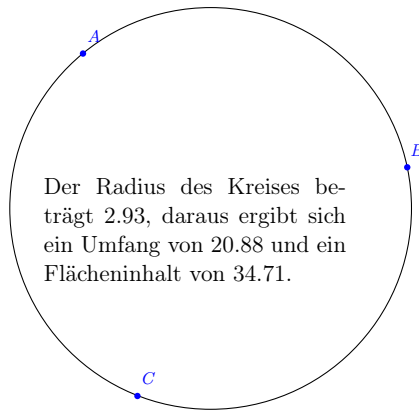 A
B
Der Radius des Kreises be-
trägt 2.93, daraus ergibt sich
ein Umfang von 20.88 und ein
Flächeninhalt von 34.71.
C